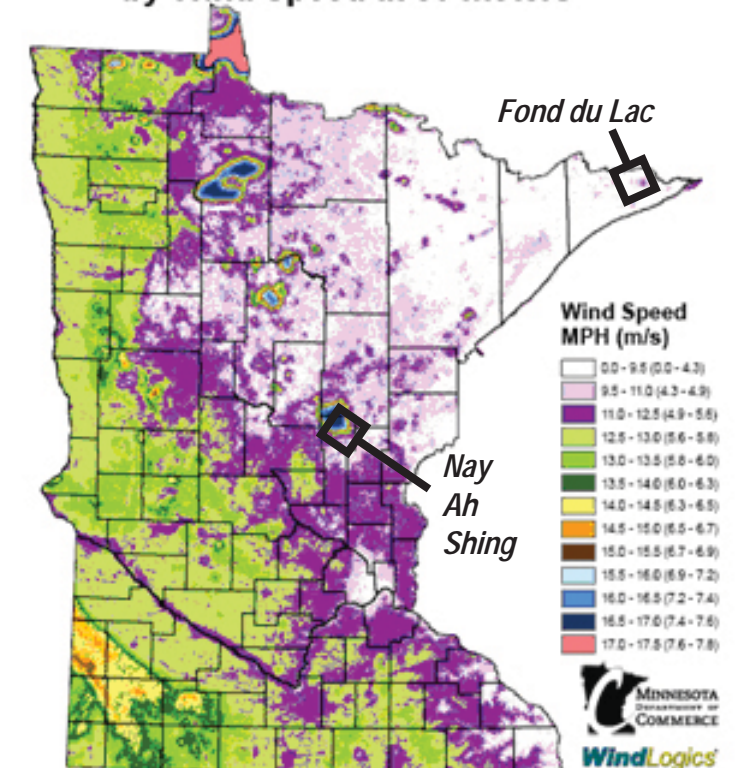 Fond du Lac
Wind Speed
MPH (m/s)
0.0 - 9.5 (0.0 - 4.3)
9.5 - 11.0 (4.3 - 4.9)
11.0 - 12.5 (4.9 - 5.6)
12.5 - 13.0 (5.6 - 5.8)
13.0 - 13.5 (5.8 - 6.0)
13.5 - 14.0 (6.0 - 6.3)
14.0 - 14.5 (6.3 - 6.5)
14.5 - 15.0 (6.5 - 6.7)
15.0 - 15.5 (6.7 - 6.9)
15.5 - 16.0 (6.9 - 7.2)
16.0 - 16.5 (7.2 - 7.4)
16.5 - 17.0 (7.4 - 7.6)
17.0 - 17.5 (7.6 - 7.8)
Nay
Ah
Shing
MINNESOTA
DEPARTMENT OF
COMMERCE
WindLogics